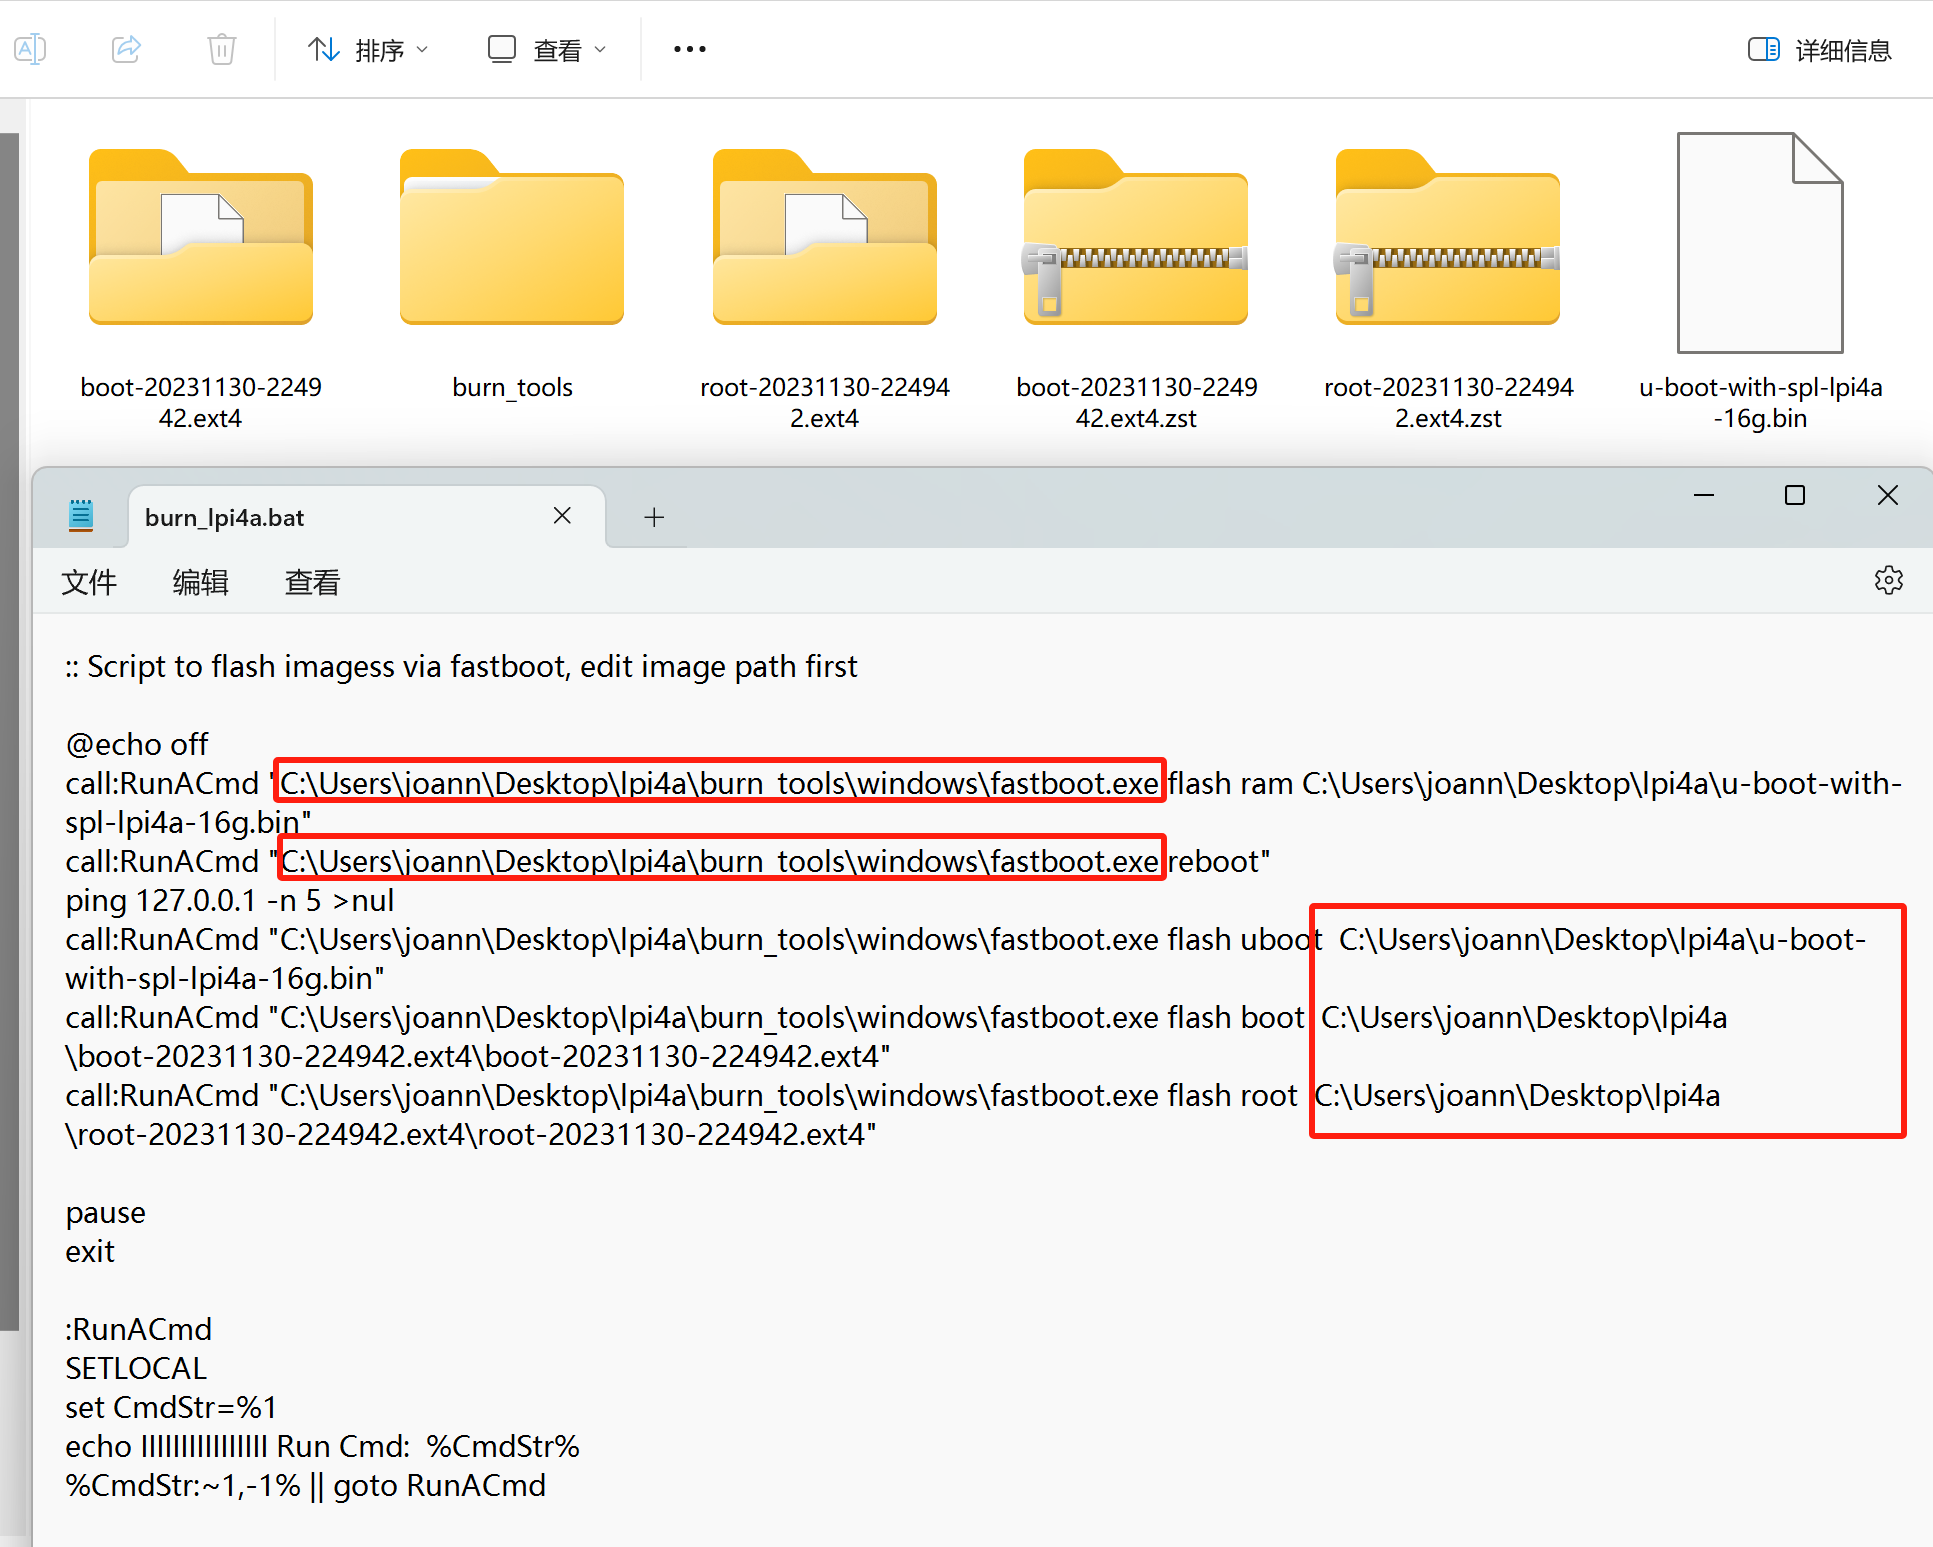 排序
查看
详细信息
boot-20231130-2249
42.ext4
burn_tools
root-20231130-22494
2.ext4
boot-20231130-2249
42.ext4.zst
root-20231130-22494
2.ext4.zst
u-boot-with-spl-lpi4a
-16g.bin
burn_lpi4a.bat
文件 编辑 查看
:: Script to flash imagess via fastboot, edit image path first
@echo off
call:RunACmd "C:\Users\joann\Desktop\lpi4a\burn_tools\windows\fastboot.exe flash ram C:\Users\joann\Desktop\lpi4a\u-boot-with-
spl-lpi4a-16g.bin"
call:RunACmd "C:\Users\joann\Desktop\lpi4a\burn_tools\windows\fastboot.exe reboot"
ping 127.0.0.1 -n 5 >nul
call:RunACmd "C:\Users\joann\Desktop\lpi4a\burn_tools\windows\fastboot.exe flash uboot  C:\Users\joann\Desktop\lpi4a\u-boot-
with-spl-lpi4a-16g.bin"
call:RunACmd "C:\Users\joann\Desktop\lpi4a\burn_tools\windows\fastboot.exe flash boot  C:\Users\joann\Desktop\lpi4a
\boot-20231130-224942.ext4\boot-20231130-224942.ext4"
call:RunACmd "C:\Users\joann\Desktop\lpi4a\burn_tools\windows\fastboot.exe flash root  C:\Users\joann\Desktop\lpi4a
\root-20231130-224942.ext4\root-20231130-224942.ext4"
pause
exit
:RunACmd
SETLOCAL
set CmdStr=%1
echo IIIIIIIIIIIIIIII Run Cmd:  %CmdStr%
%CmdStr:~1,-1% || goto RunACmd